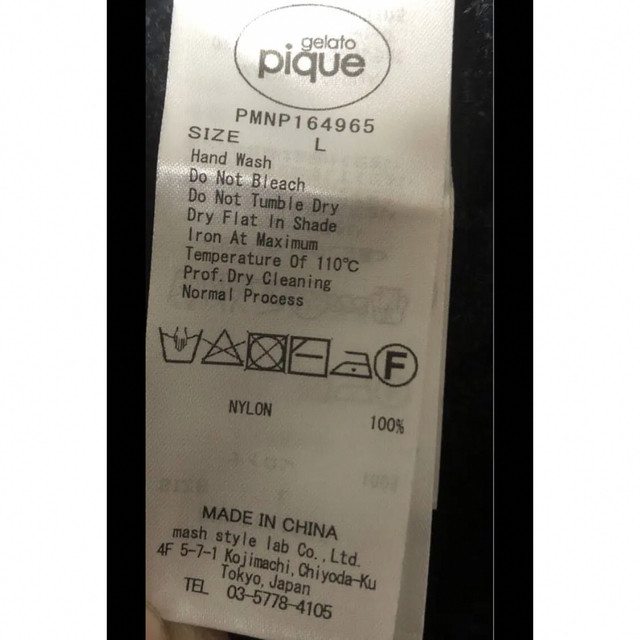 gelato
pique
PMNP164965
SIZE L
Hand Wash
Do Not Bleach
Do Not Tumble Dry
Dry Flat In Shade
Iron At Maximum
Temperature Of 110℃
Prof.Dry Cleaning
Normal Process
F
NYLON 100%
MADE IN CHINA
mash style lab Co.,Ltd.
4F 5-7-1 Kojimachi,Chiyoda-Ku
Tokyo,Japan
TEL 03-5778-4105